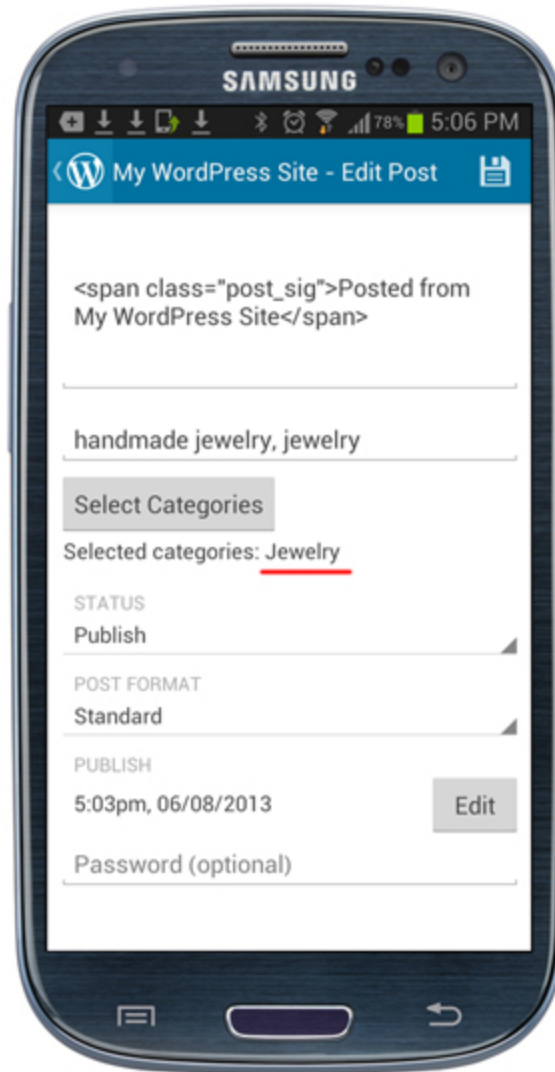 SAMSUNG
78% 5:06 PM
My WordPress Site - Edit Post
<span class="post_sig">Posted from
My WordPress Site</span>
handmade jewelry, jewelry
Select Categories
Selected categories: Jewelry
STATUS
Publish
POST FORMAT
Standard
PUBLISH
5:03pm, 06/08/2013
Edit
Password (optional)